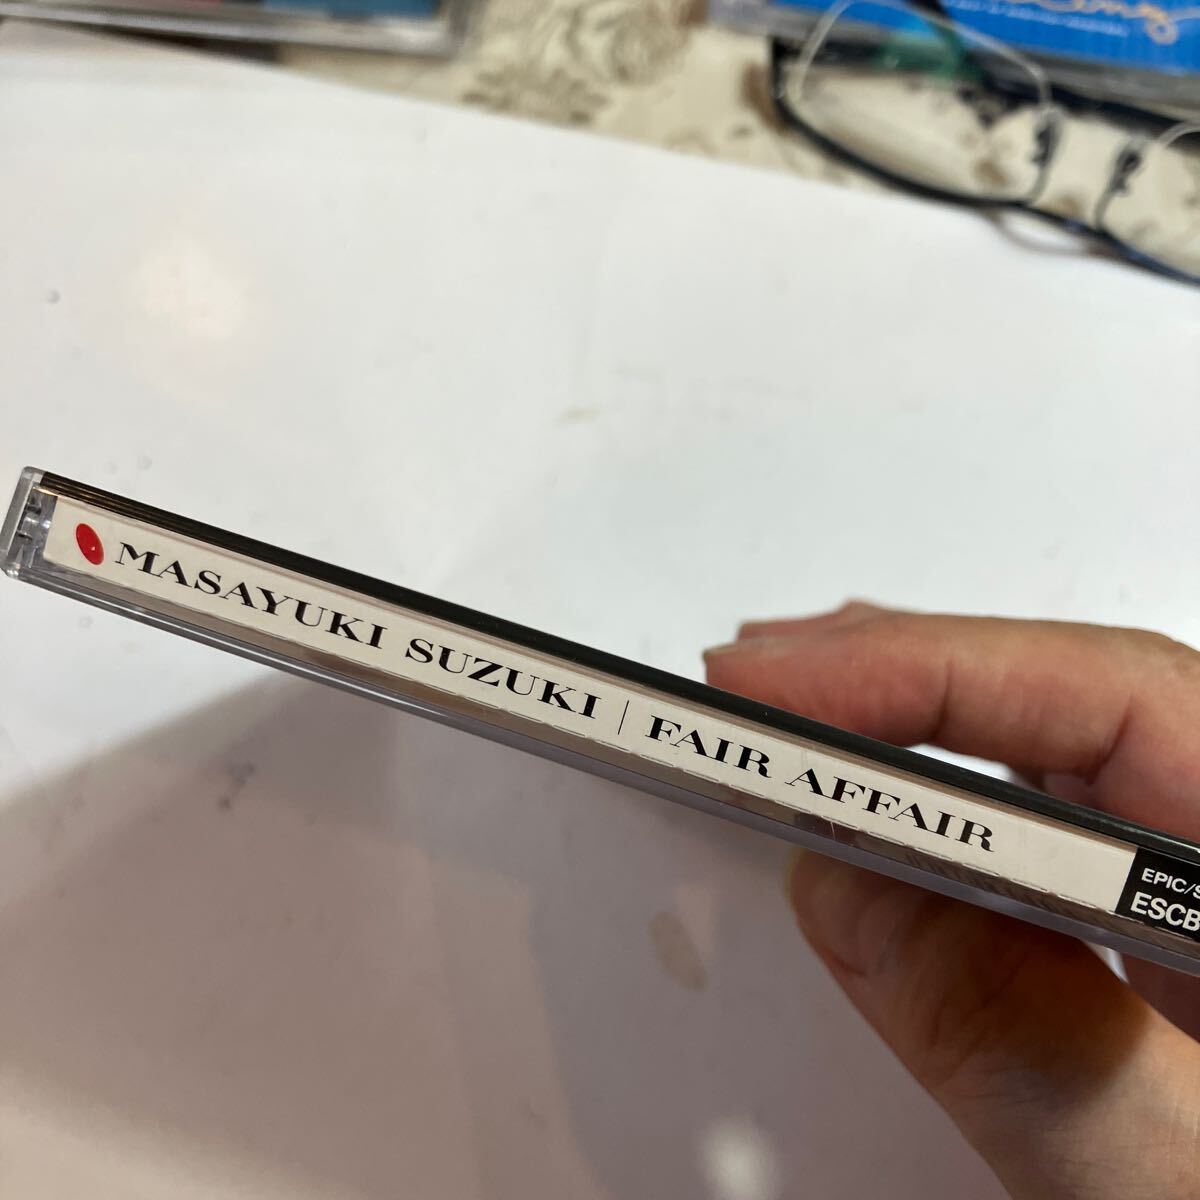 MASAYUKI SUZUKI | FAIR AFFAIR
EPIC/S
ESCB